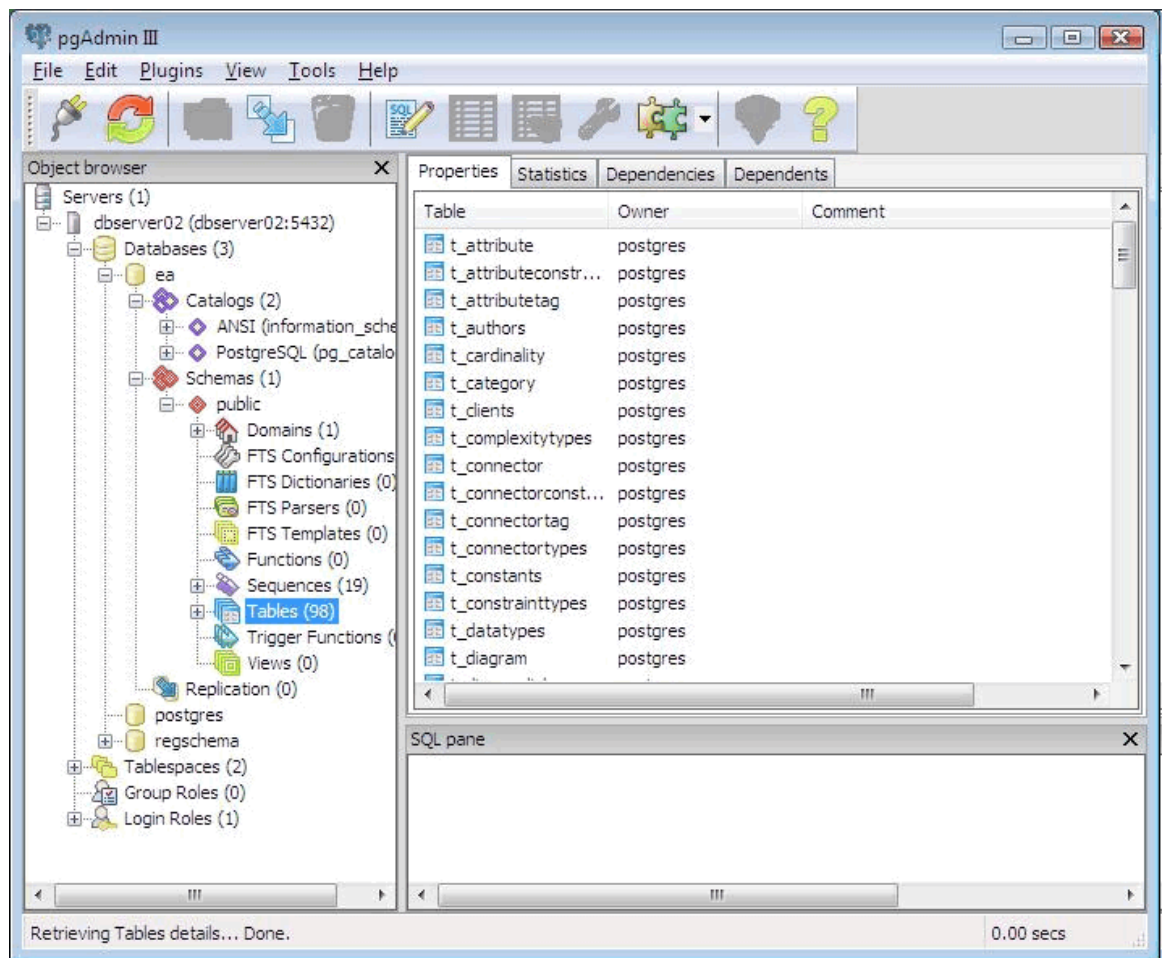 pgAdmin III
File Edit Plugins View Tools Help
SQL
Object browser
Servers (1)
dbserver02 (dbserver02:5432)
Databases (3)
ea
Catalogs (2)
ANSI (information_sche
PostgreSQL (pg_catalo
Schemas (1)
public
Domains (1)
FTS Configurations
FTS Dictionaries (0)
FTS Parsers (0)
FTS Templates (0)
Functions (0)
Sequences (19)
Tables (98)
Trigger Functions (
Views (0)
Replication (0)
postgres
regschema
Tablespaces (2)
Group Roles (0)
Login Roles (1)
Properties Statistics Dependencies Dependents
Table Owner Comment
t_attribute postgres
t_attributeconstr... postgres
t_attributetag postgres
t_authors postgres
t_cardinality postgres
t_category postgres
t_clients postgres
t_complexitytypes postgres
t_connector postgres
t_connectorconst... postgres
t_connectortag postgres
t_connectortypes postgres
t_constants postgres
t_constrainttypes postgres
t_datatypes postgres
t_diagram postgres
SQL pane
Retrieving Tables details... Done. 0.00 secs